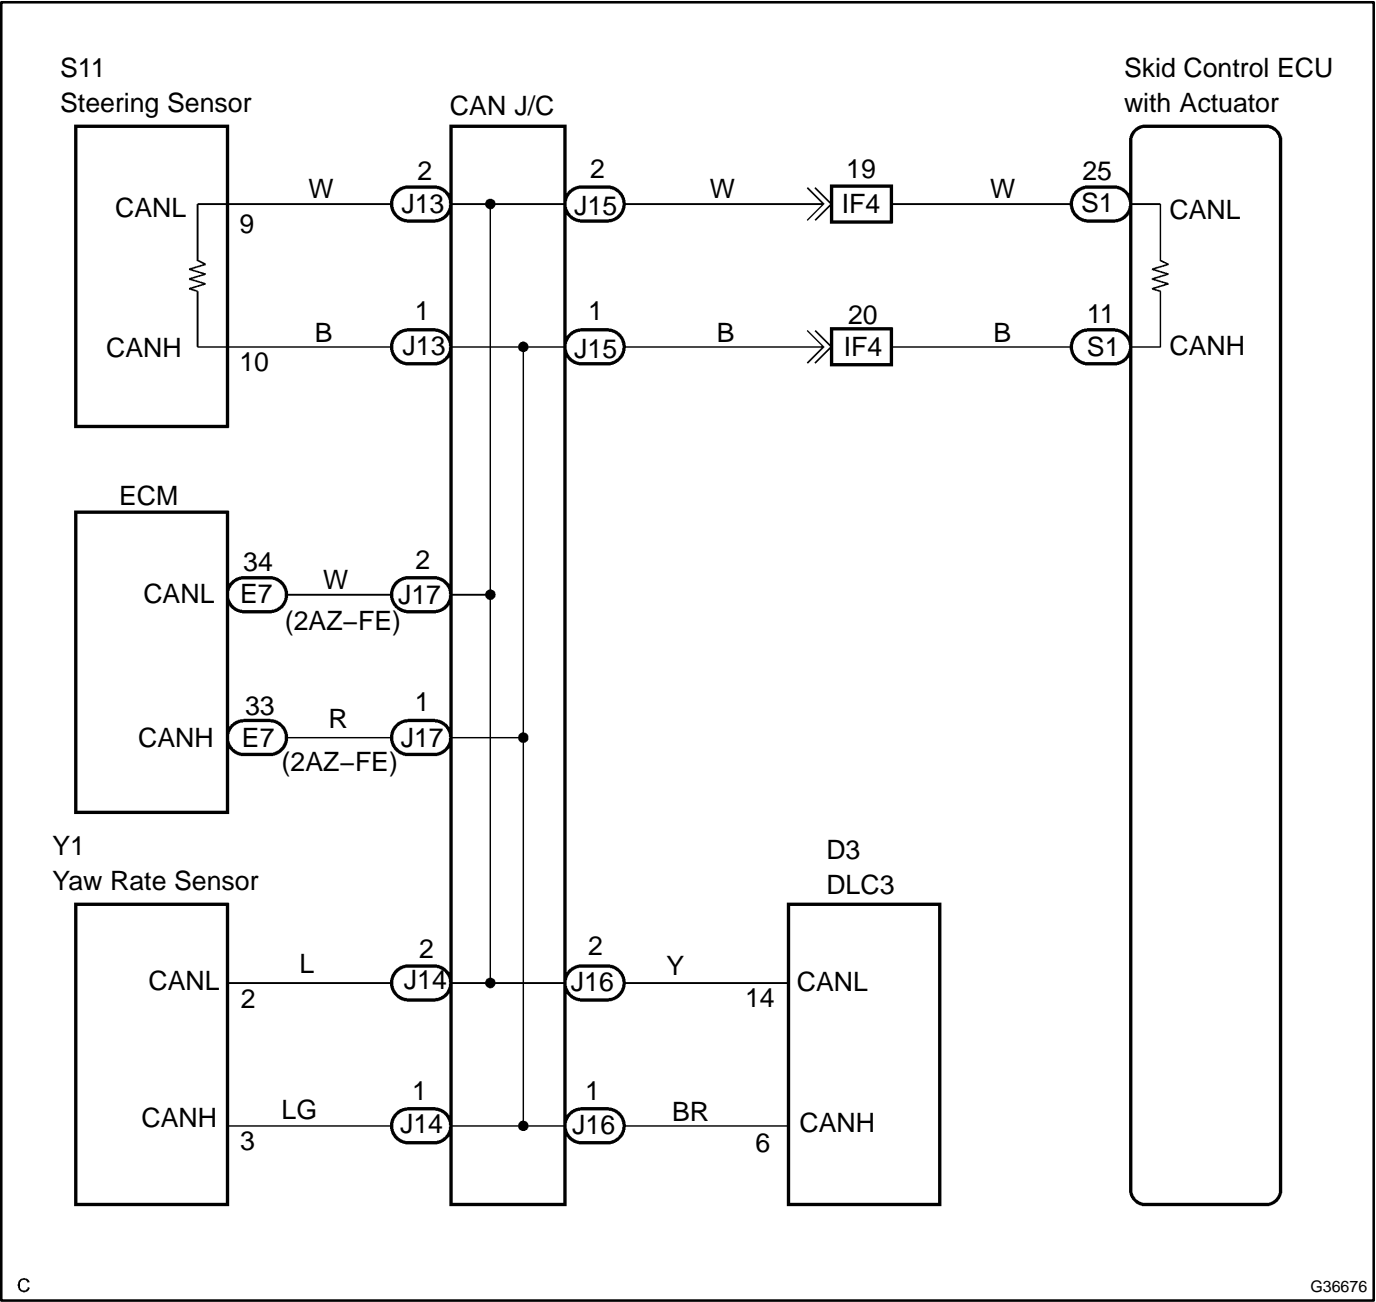 S11
Steering Sensor
CAN J/C
Skid Control ECU
with Actuator
CANL
9
W
2
J13
2
J15
W
19
IF4
W
25
S1
CANL
CANH
10
B
1
J13
1
J15
B
20
IF4
B
11
S1
CANH
ECM
CANL
34
E7
W
(2AZ–FE)
2
J17
CANH
33
E7
R
(2AZ–FE)
1
J17
Y1
Yaw Rate Sensor
D3
DLC3
CANL
2
L
2
J14
2
J16
Y
14
CANL
CANH
3
LG
1
J14
1
J16
BR
6
CANH
C
G36676